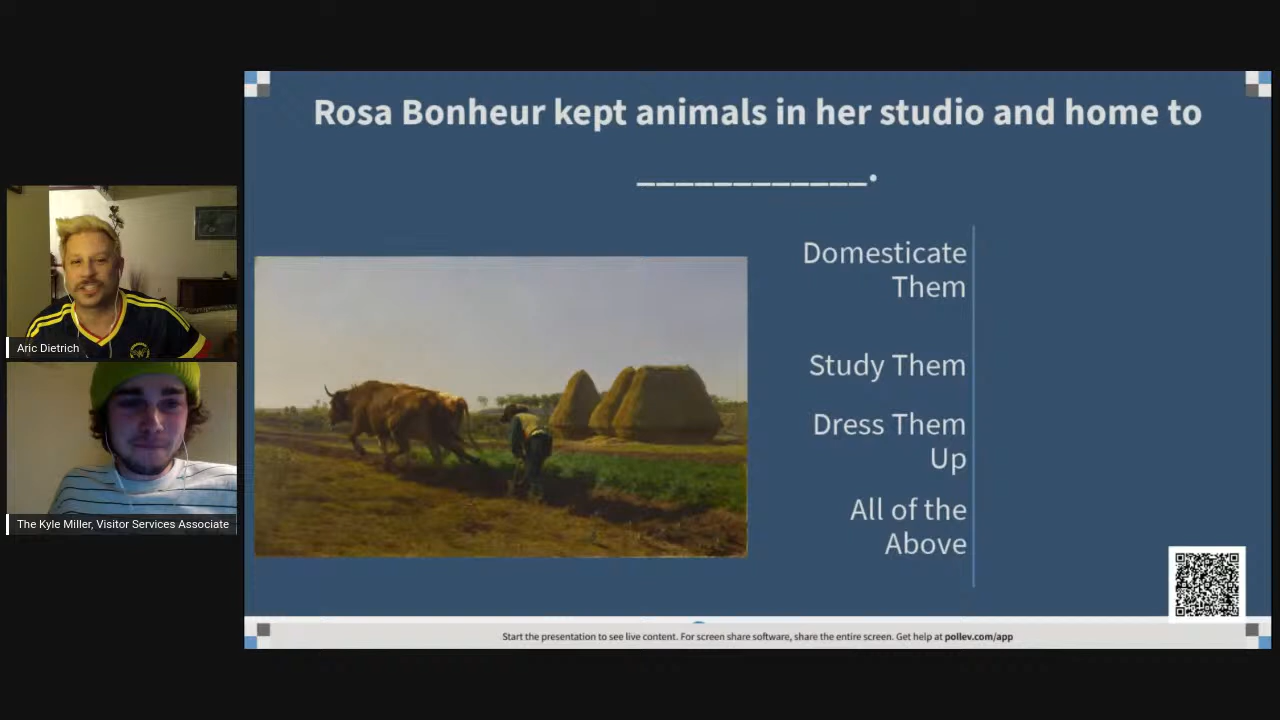 Rosa Bonheur kept animals in her studio and home to
____________.
Domesticate
Them
Study Them
Dress Them
Up
All of the
Above
Aric Dietrich
The Kyle Miller, Visitor Services Associate
Start the presentation to see live content. For screen share software, share the entire screen. Get help at pollev.com/app